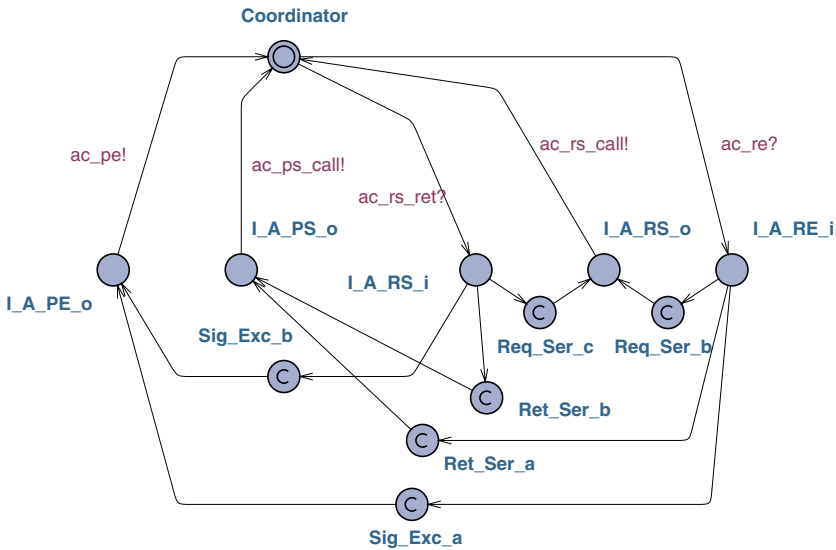 Coordinator
ac_pe!
ac_ps_call!
ac_rs_call!
ac_re?
ac_rs_ret?
I_A_PS_o
I_A_RS_o
I_A_RE_i
I_A_RS_i
I_A_PE_o
C
C
Sig_Exc_b
Req_Ser_c
Req_Ser_b
C
C
Ret_Ser_b
C
Ret_Ser_a
C
Sig_Exc_a